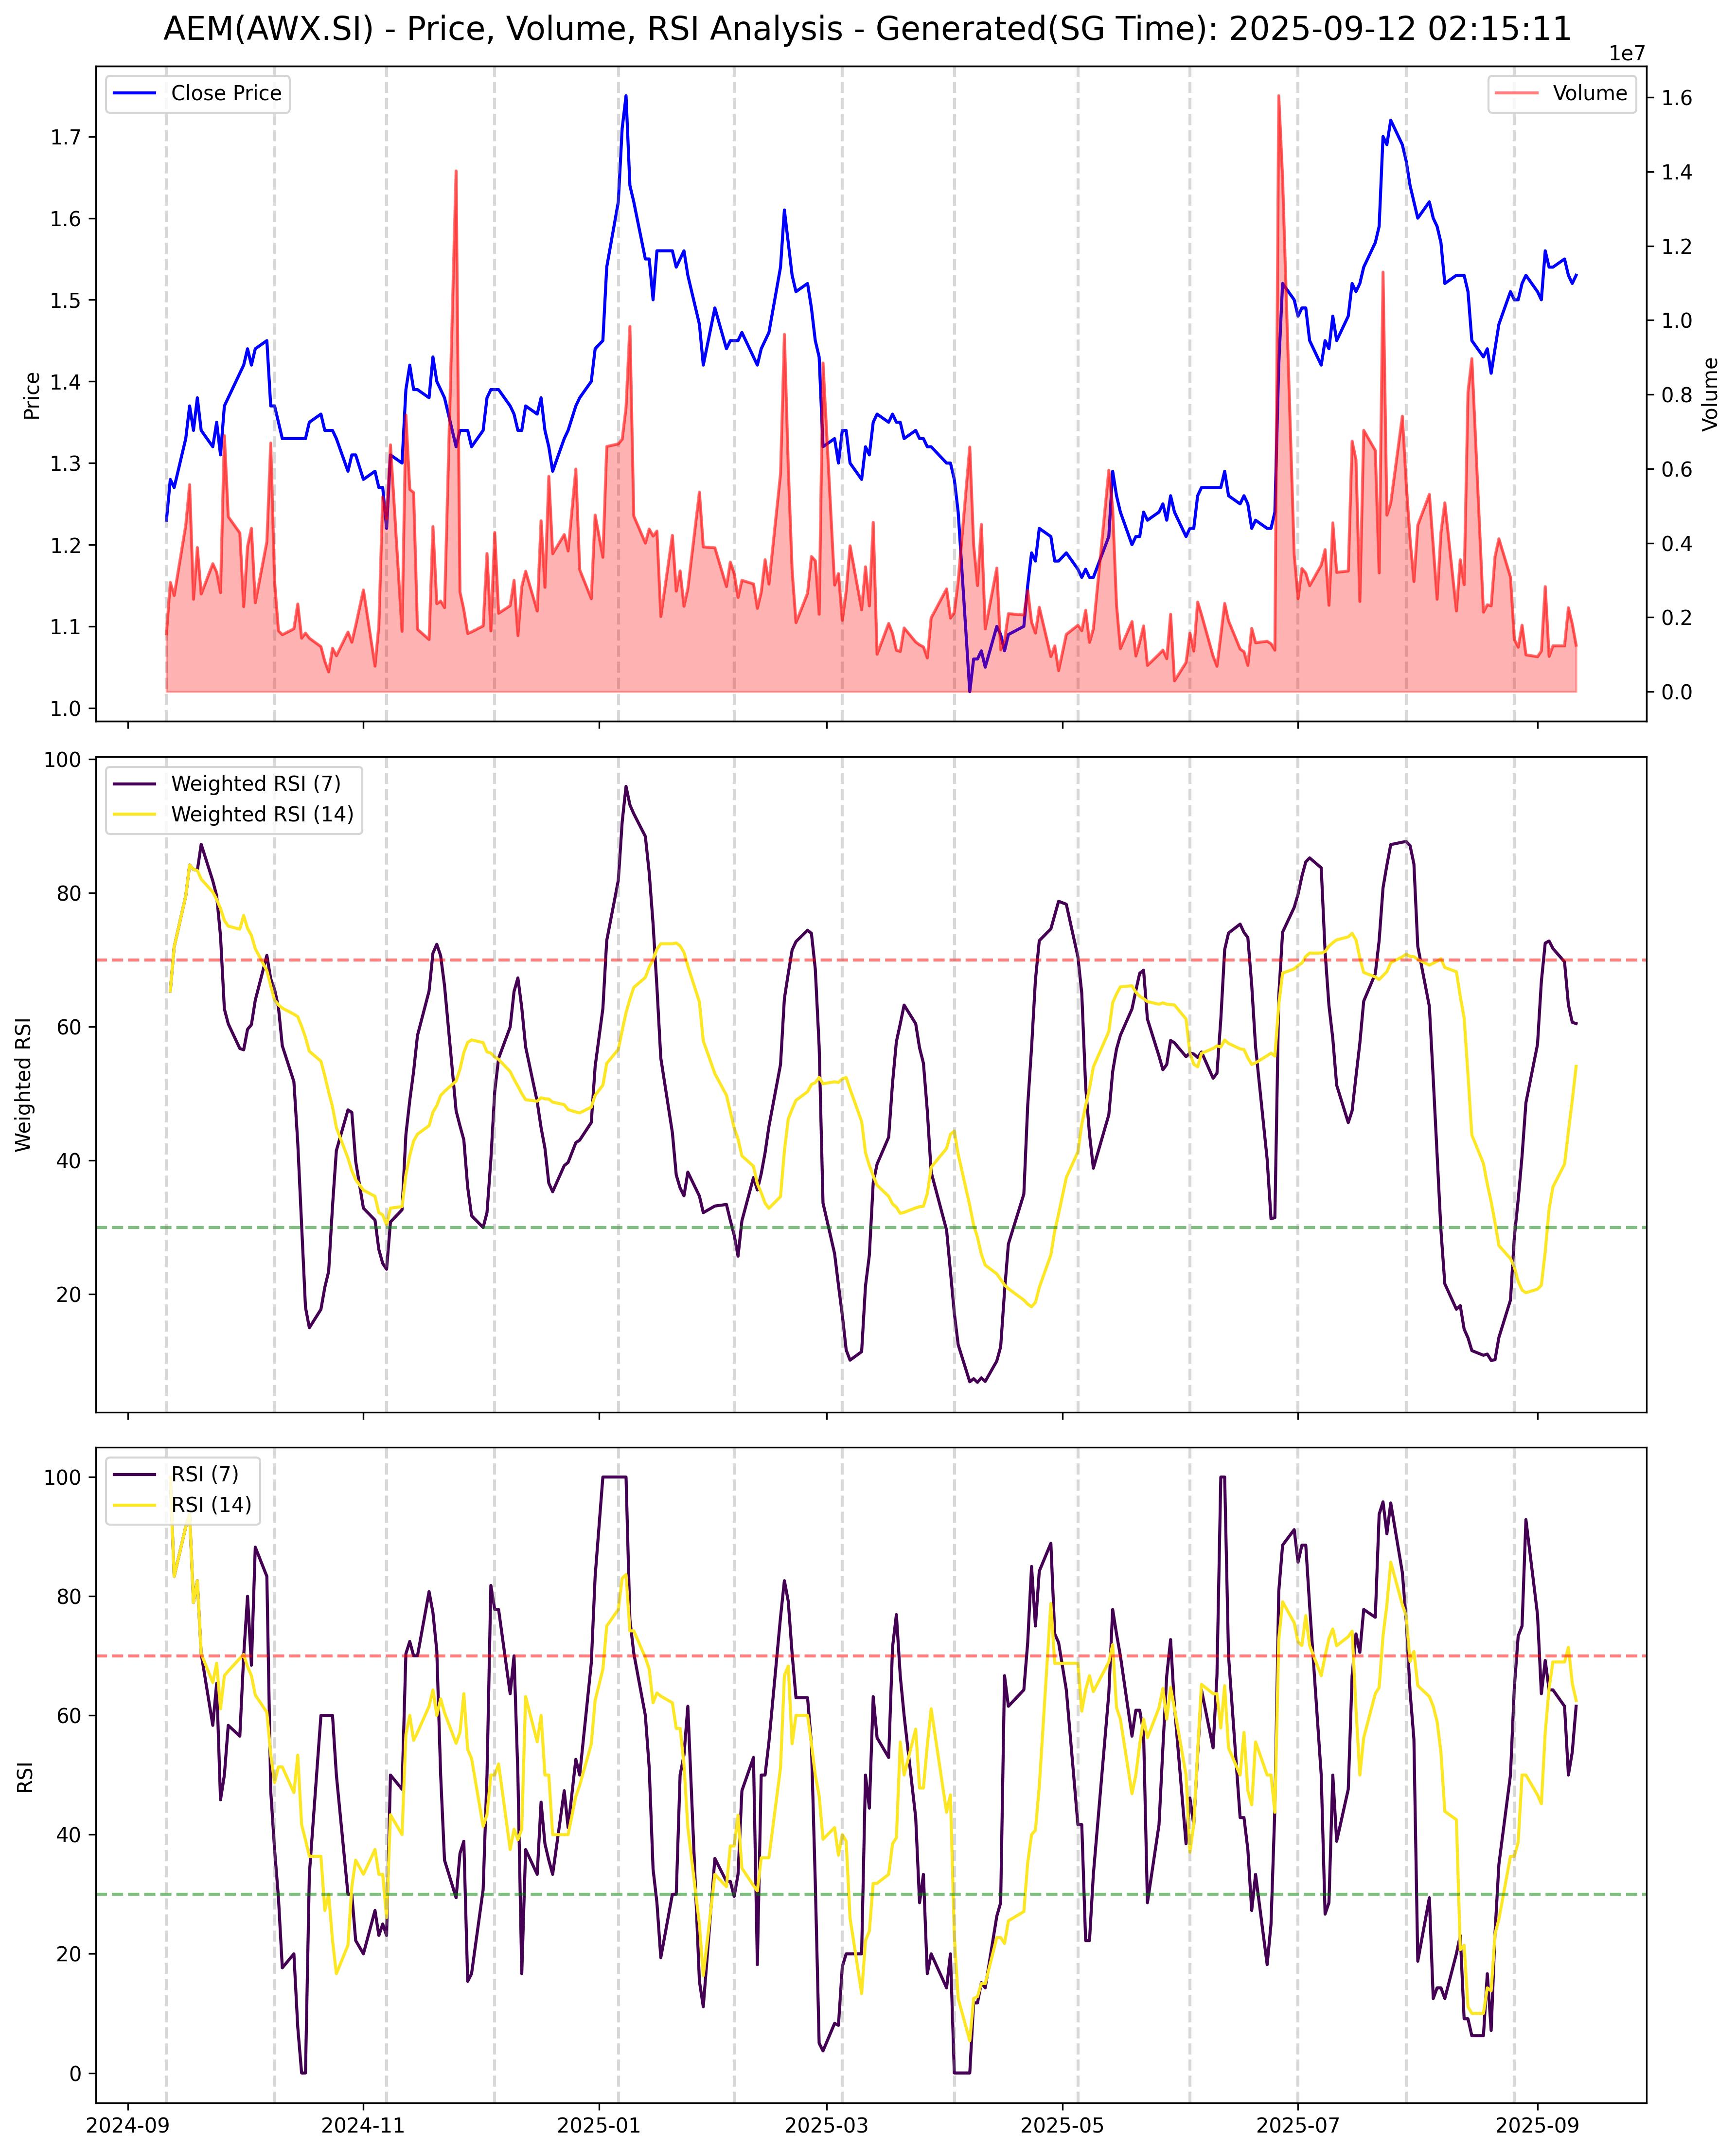 AEM(AWX.SI) - Price, Volume, RSI Analysis - Generated(SG Time): 2025-09-12 02:15:11
1e7
Close Price
Volume
1.7
1.6
1.5
1.4
1.3
1.2
1.1
1.0
Price
1.6
1.4
1.2
1.0
0.8
0.6
0.4
0.2
0.0
Volume
Weighted RSI (7)
Weighted RSI (14)
100
80
60
40
20
Weighted RSI
RSI (7)
RSI (14)
100
80
60
40
20
0
RSI
2024-09
2024-11
2025-01
2025-03
2025-05
2025-07
2025-09